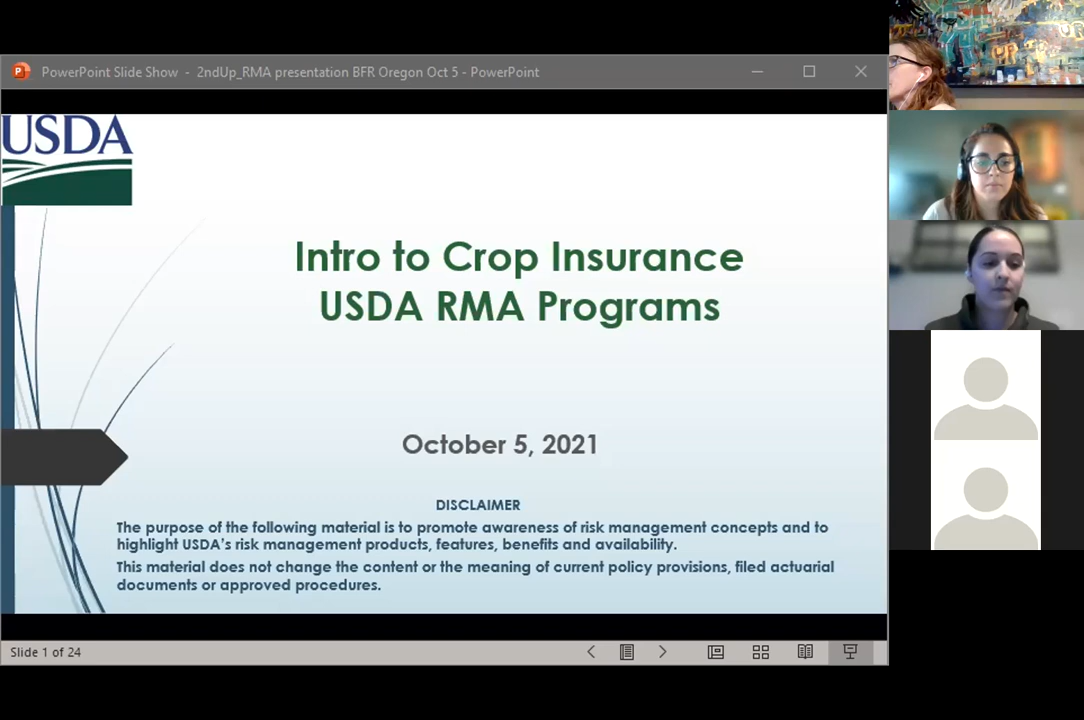 PowerPoint Slide Show - 2ndUp_RMA presentation BFR Oregon Oct 5 - PowerPoint
USDA
Intro to Crop Insurance
USDA RMA Programs
October 5, 2021
DISCLAIMER
The purpose of the following material is to promote awareness of risk management concepts and to
highlight USDA's risk management products, features, benefits and availability.
This material does not change the content or the meaning of current policy provisions, filed actuarial
documents or approved procedures.
Slide 1 of 24